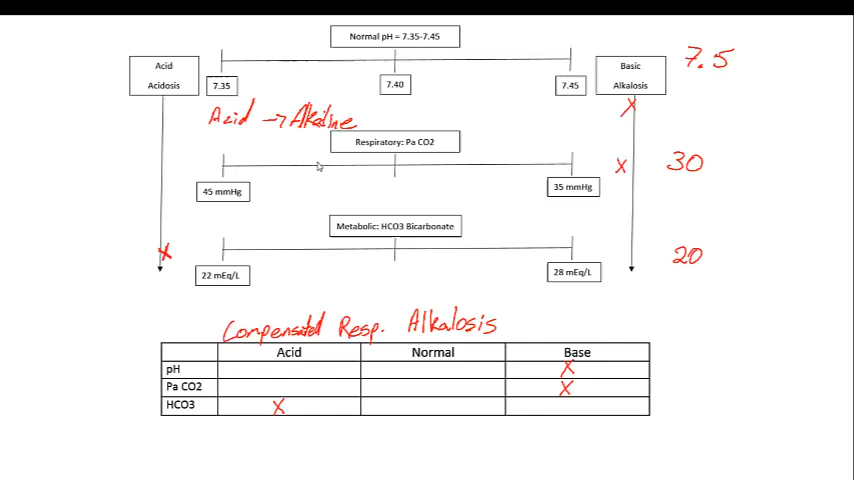 Normal pH = 7.35-7.45
7.5
Acid
Acidosis
Basic
Alkalosis
7.35
7.40
7.45
X
Acid → Alkaline
Respiratory: Pa CO2
X
30
45 mmHg
35 mmHg
Metabolic: HCO3 Bicarbonate
X
20
22 mEq/L
28 mEq/L
Compensated Resp. Alkalosis
Acid Normal Base
pH X
Pa CO2 X
HCO3 X